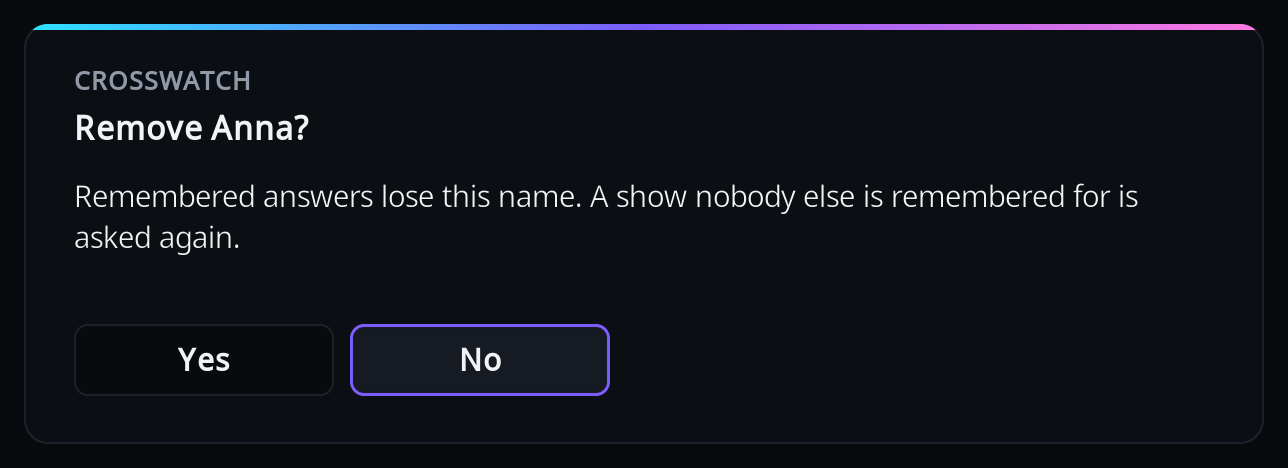 CROSSWATCH
Remove Anna?
Remembered answers lose this name. A show nobody else is remembered for is
asked again.
Yes
No